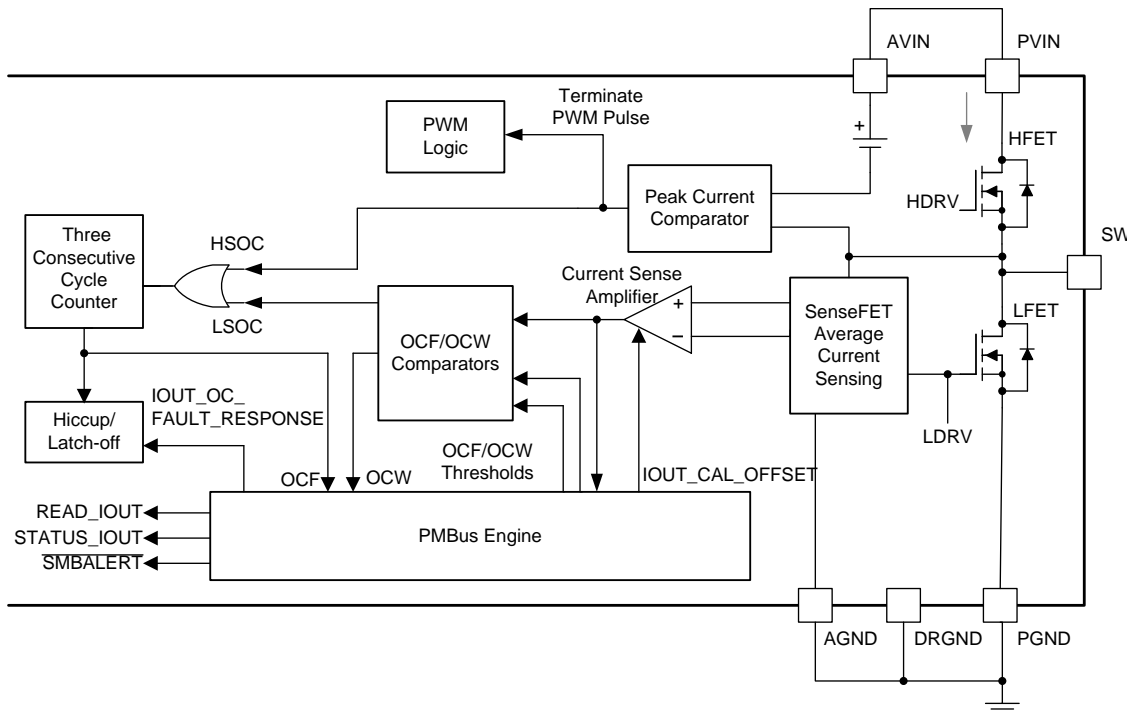 AVIN
PVIN
Terminate
PWM Pulse
PWM
Logic
+
HFET
Peak Current
Comparator
HDRV
Three
Consecutive
Cycle
Counter
HSOC
LSOC
SW
Current Sense
Amplifier
+
−
SenseFET
Average
Current
Sensing
LFET
OCF/OCW
Comparators
LDRV
Hiccup/
Latch-off
IOUT_OC_
FAULT_RESPONSE
OCF/OCW
Thresholds
OCF
OCW
IOUT_CAL_OFFSET
READ_IOUT
STATUS_IOUT
SMBALERT
PMBus Engine
AGND
DRGND
PGND